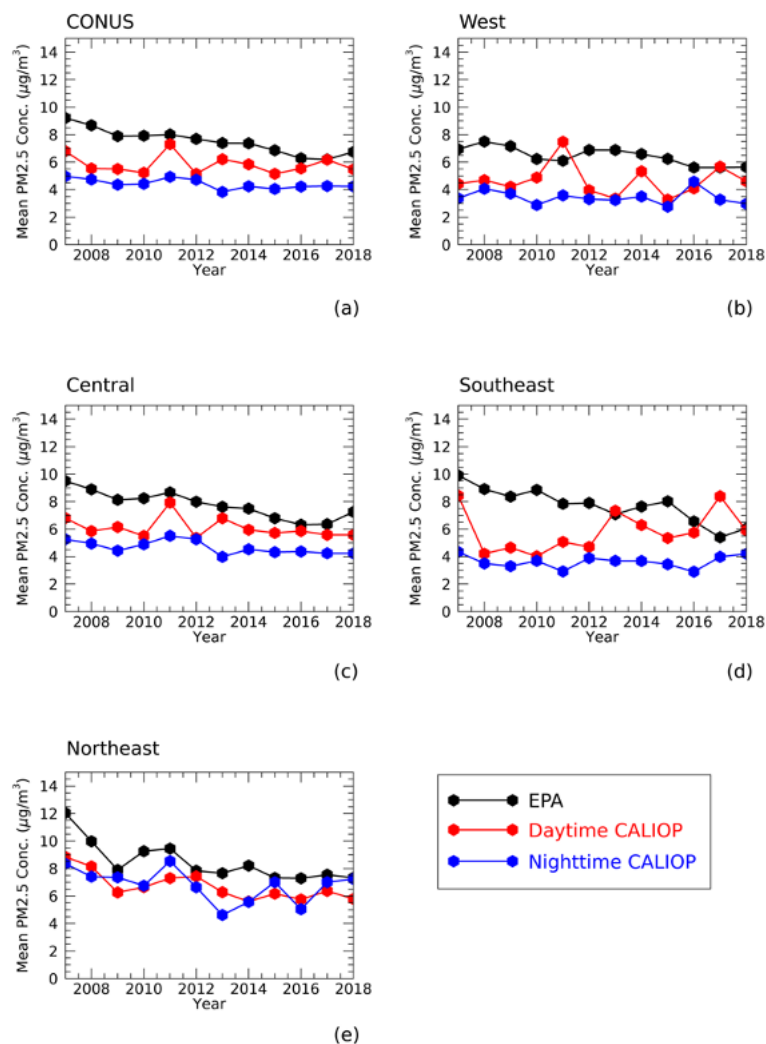 CONUS
Mean PM2.5 Conc. (μg/m³)
14
12
10
8
6
4
2
0
2008 2010 2012 2014 2016 2018
Year
(a)
West
Mean PM2.5 Conc. (μg/m³)
14
12
10
8
6
4
2
0
2008 2010 2012 2014 2016 2018
Year
(b)
Central
Mean PM2.5 Conc. (μg/m³)
14
12
10
8
6
4
2
0
2008 2010 2012 2014 2016 2018
Year
(c)
Southeast
Mean PM2.5 Conc. (μg/m³)
14
12
10
8
6
4
2
0
2008 2010 2012 2014 2016 2018
Year
(d)
Northeast
Mean PM2.5 Conc. (μg/m³)
14
12
10
8
6
4
2
0
2008 2010 2012 2014 2016 2018
Year
(e)
EPA
Daytime CALIOP
Nighttime CALIOP